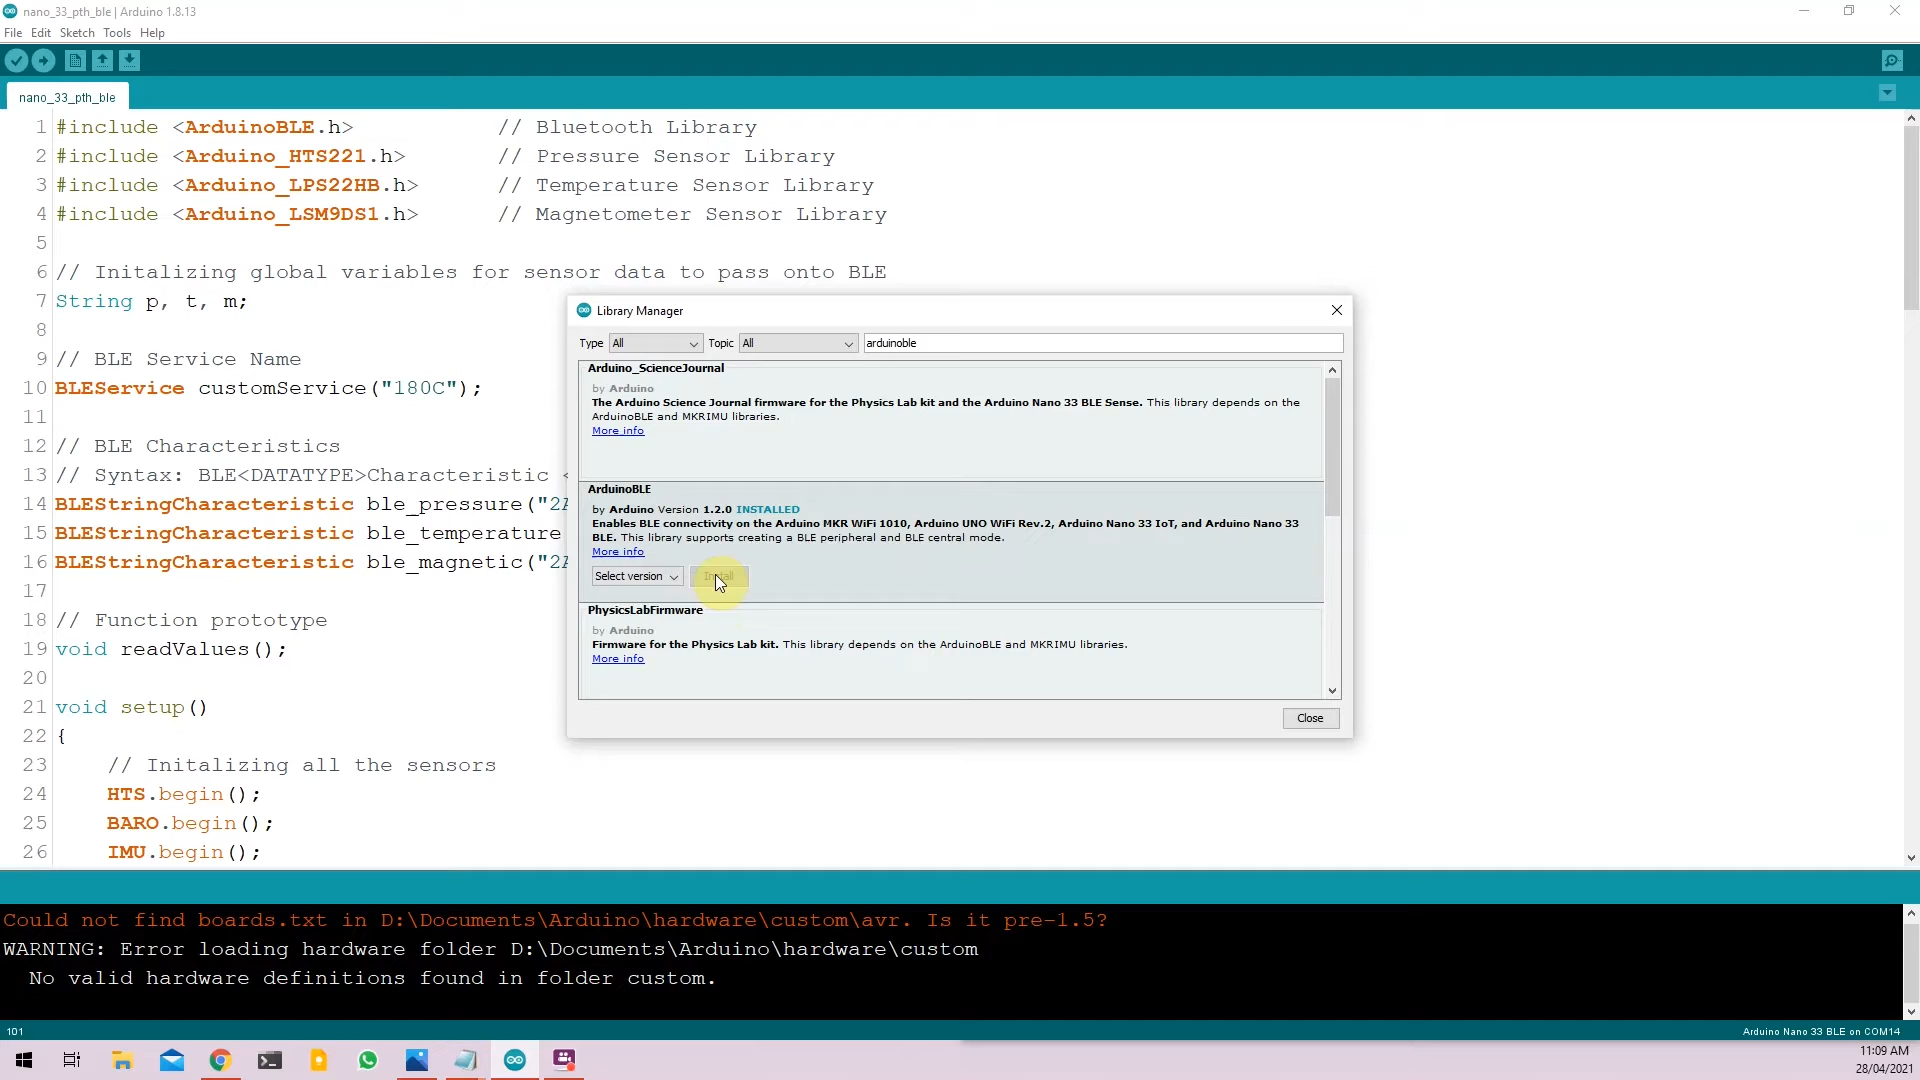 nano_33_pth_ble | Arduino 1.8.13
File Edit Sketch Tools Help
nano_33_pth_ble
1 #include <ArduinoBLE.h> // Bluetooth Library
2 #include <Arduino_HTS221.h> // Pressure Sensor Library
3 #include <Arduino_LPS22HB.h> // Temperature Sensor Library
4 #include <Arduino_LSM9DS1.h> // Magnetometer Sensor Library
5
6 // Initalizing global variables for sensor data to pass onto BLE
7 String p, t, m;
8
9 // BLE Service Name
10 BLEService customService("180C");
11
12 // BLE Characteristics
13 // Syntax: BLE<DATATYPE>Characteristic <
14 BLEStringCharacteristic ble_pressure("2A
15 BLEStringCharacteristic ble_temperature
16 BLEStringCharacteristic ble_magnetic("2A
17
18 // Function prototype
19 void readValues();
20
21 void setup()
22 {
23 // Initalizing all the sensors
24 HTS.begin();
25 BARO.begin();
26 IMU.begin();
Library Manager
Type All Topic All arduinoble
Arduino_ScienceJournal
by Arduino
The Arduino Science Journal firmware for the Physics Lab kit and the Arduino Nano 33 BLE Sense. This library depends on the
ArduinoBLE and MKRIMU libraries.
More info
ArduinoBLE
by Arduino Version 1.2.0 INSTALLED
Enables BLE connectivity on the Arduino MKR WiFi 1010, Arduino UNO WiFi Rev.2, Arduino Nano 33 IoT, and Arduino Nano 33
BLE. This library supports creating a BLE peripheral and BLE central mode.
More info
Select version Install
PhysicsLabFirmware
by Arduino
Firmware for the Physics Lab kit. This library depends on the ArduinoBLE and MKRIMU libraries.
More info
Close
Could not find boards.txt in D:\Documents\Arduino\hardware\custom\avr. Is it pre-1.5?
WARNING: Error loading hardware folder D:\Documents\Arduino\hardware\custom
No valid hardware definitions found in folder custom.
101 Arduino Nano 33 BLE on COM14
11:09 AM
28/04/2021